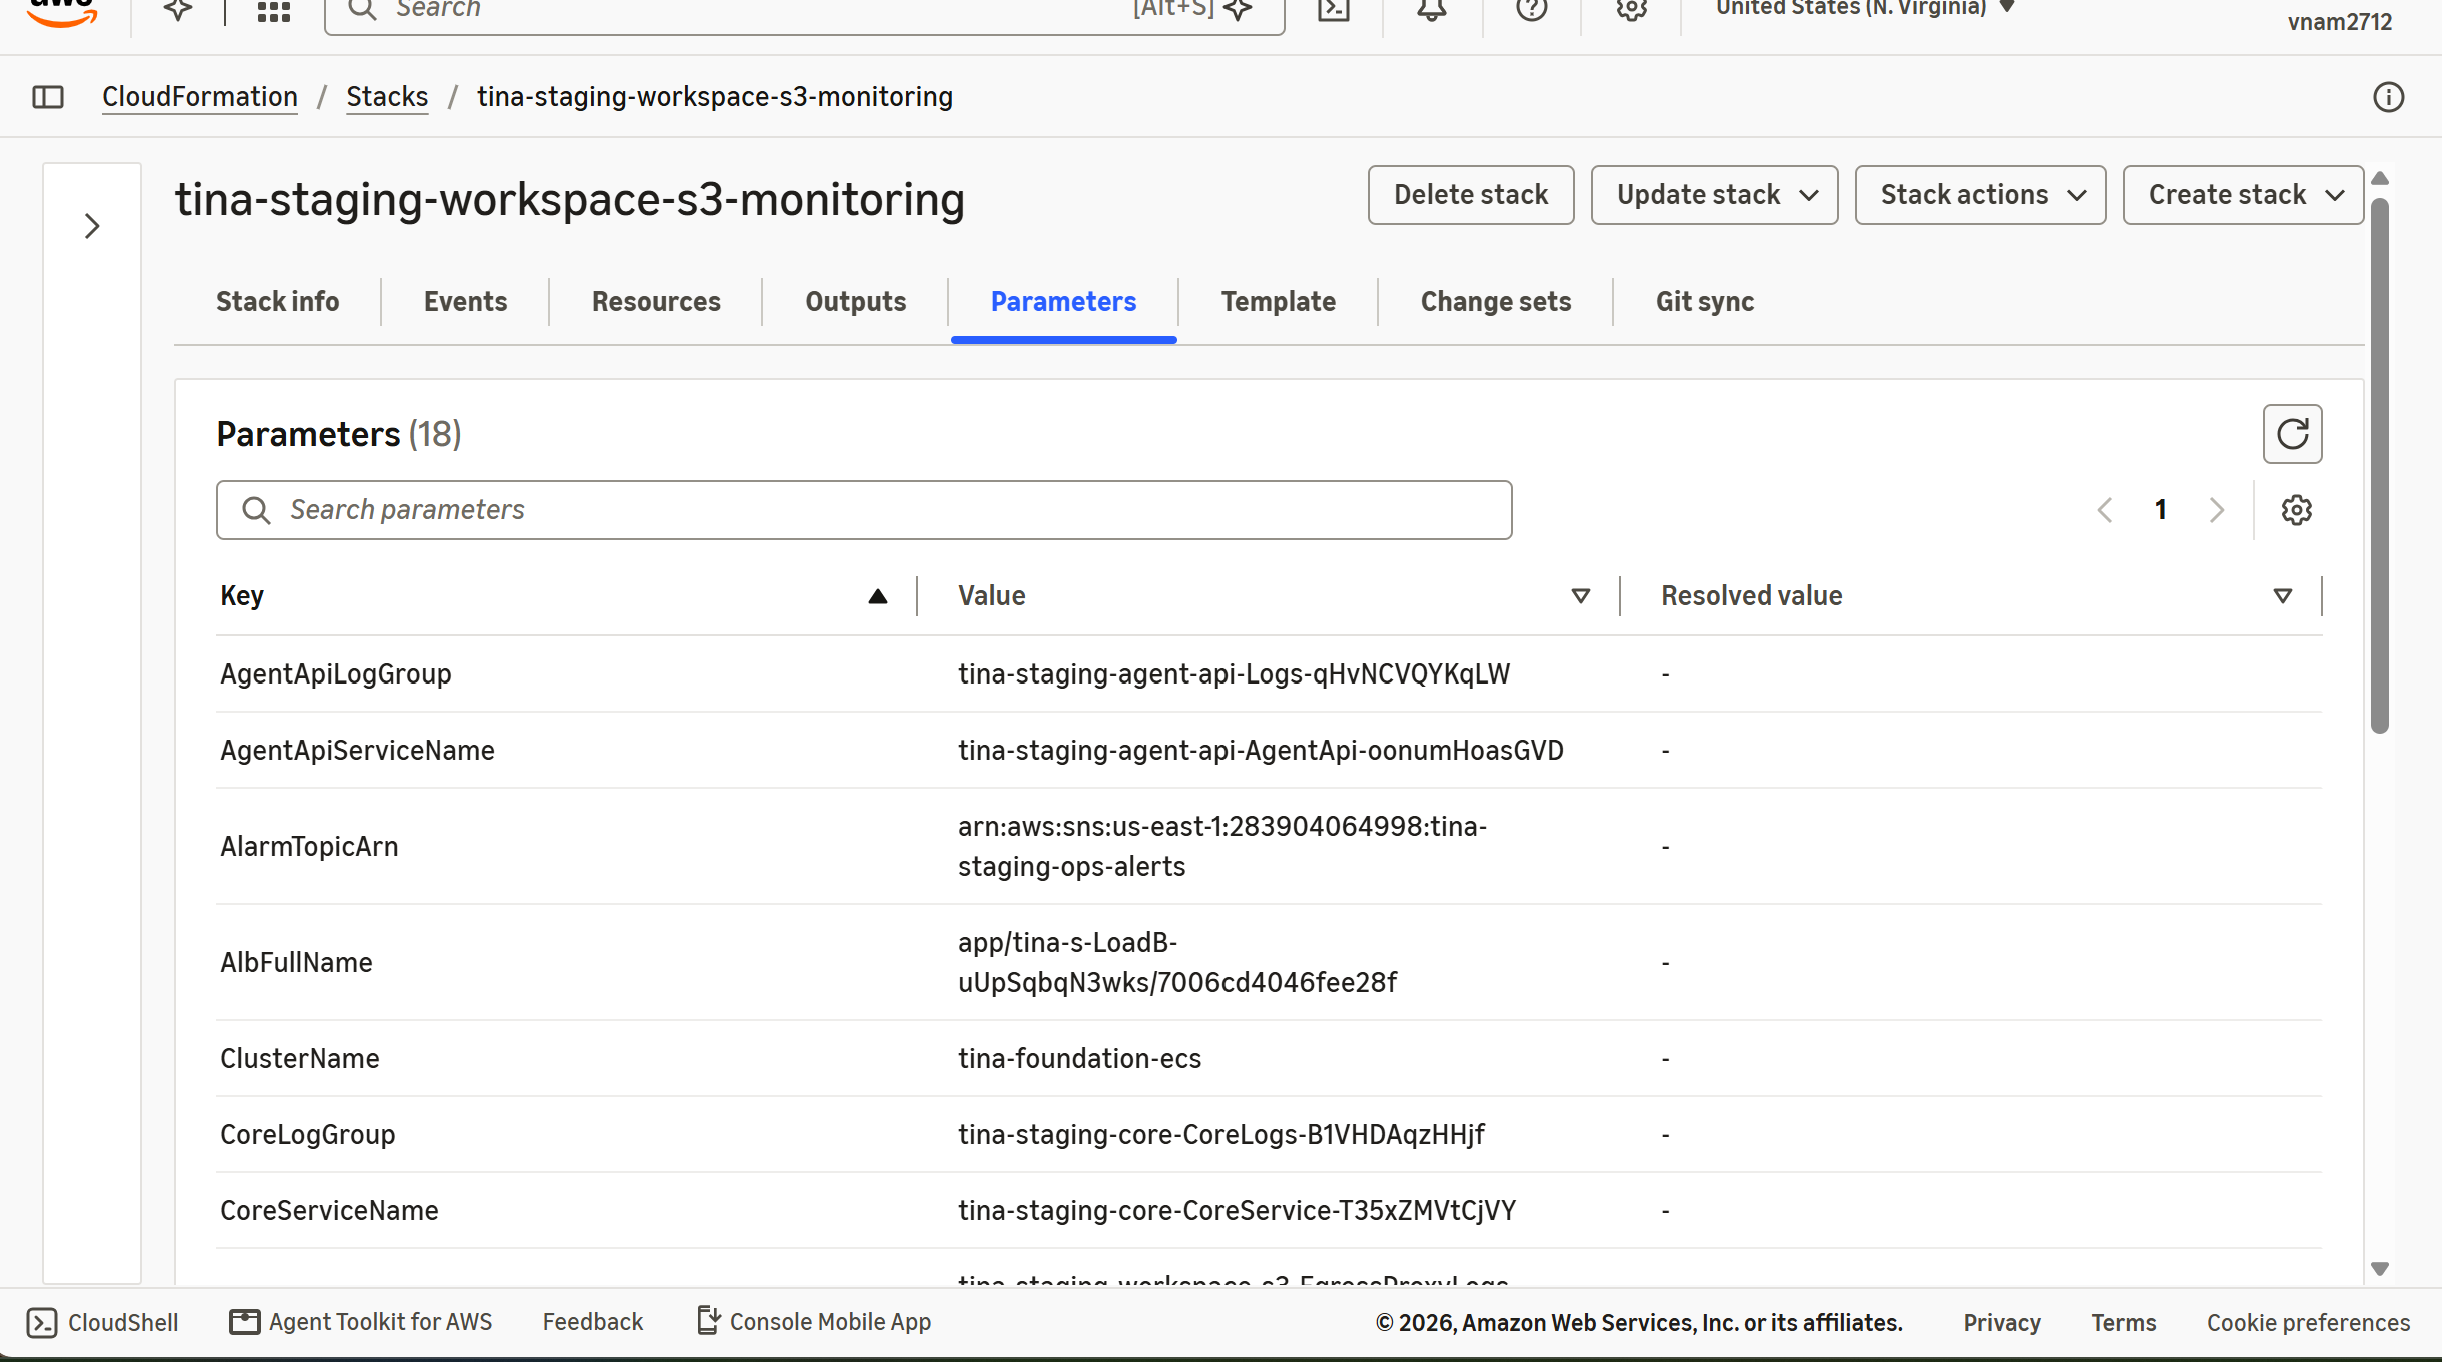 aws
Search [Alt+S] United States (N. Virginia) vnam2712
CloudFormation / Stacks / tina-staging-workspace-s3-monitoring
tina-staging-workspace-s3-monitoring Delete stack Update stack Stack actions Create stack
Stack info Events Resources Outputs Parameters Template Change sets Git sync
Parameters (18)
Search parameters 1
Key Value Resolved value
AgentApiLogGroup tina-staging-agent-api-Logs-qHvNCVQYKqLW -
AgentApiServiceName tina-staging-agent-api-AgentApi-oonumHoasGVD -
AlarmTopicArn arn:aws:sns:us-east-1:283904064998:tina-
staging-ops-alerts -
AlbFullName app/tina-s-LoadB-
uUpSqbqN3wks/7006cd4046fee28f -
ClusterName tina-foundation-ecs -
CoreLogGroup tina-staging-core-CoreLogs-B1VHDAqzHHjf -
CoreServiceName tina-staging-core-CoreService-T35xZMVtCjVY -
tina-staging-workspace-s3-EgressProxyLogs-
CloudShell Agent Toolkit for AWS Feedback Console Mobile App © 2026, Amazon Web Services, Inc. or its affiliates. Privacy Terms Cookie preferences